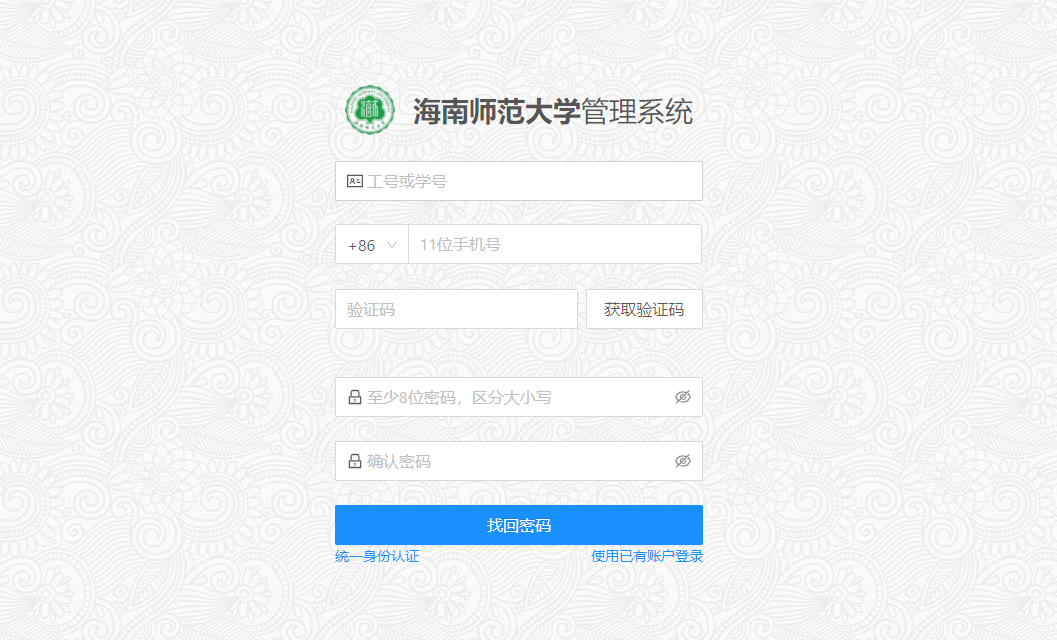 海南师范大学管理系统
工号或学号
+86 11位手机号
验证码 获取验证码
至少8位密码，区分大小写
确认密码
找回密码
统一身份认证 使用已有账户登录